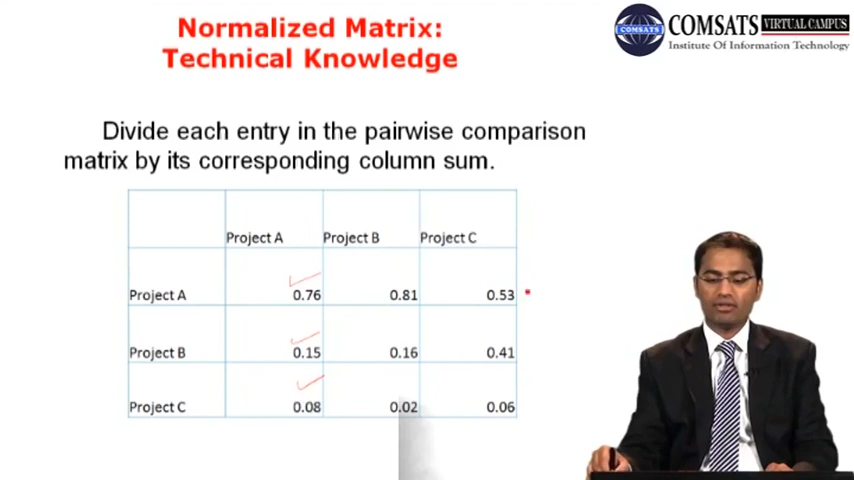 Normalized Matrix:
Technical Knowledge
COMSATS
COMSATS VIRTUAL CAMPUS
Institute Of Information Technology
Divide each entry in the pairwise comparison
matrix by its corresponding column sum.
Project A Project B Project C
Project A 0.76 0.81 0.53
Project B 0.15 0.16 0.41
Project C 0.08 0.02 0.06